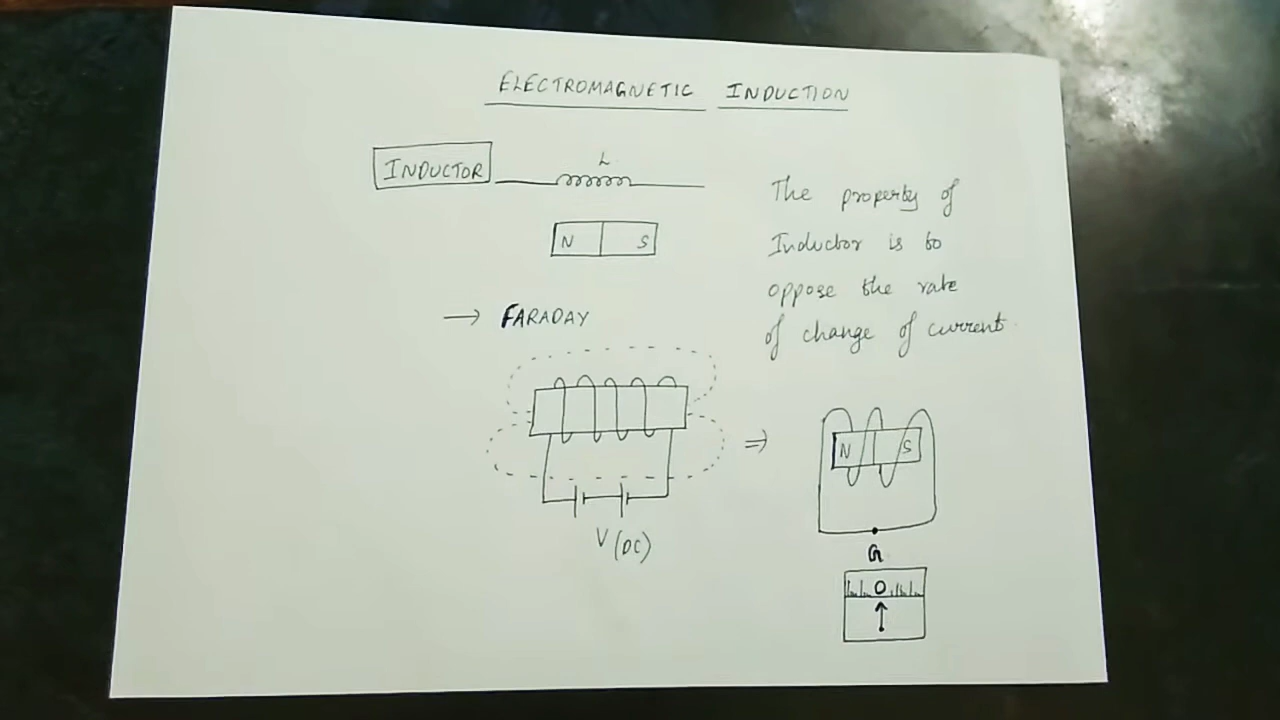 ELECTROMAGNETIC INDUCTION
INDUCTOR
L
N S
The property of
Inductor is to
oppose the rate
of change of current
→ FARADAY
⇒
N S
V (DC)
G
0